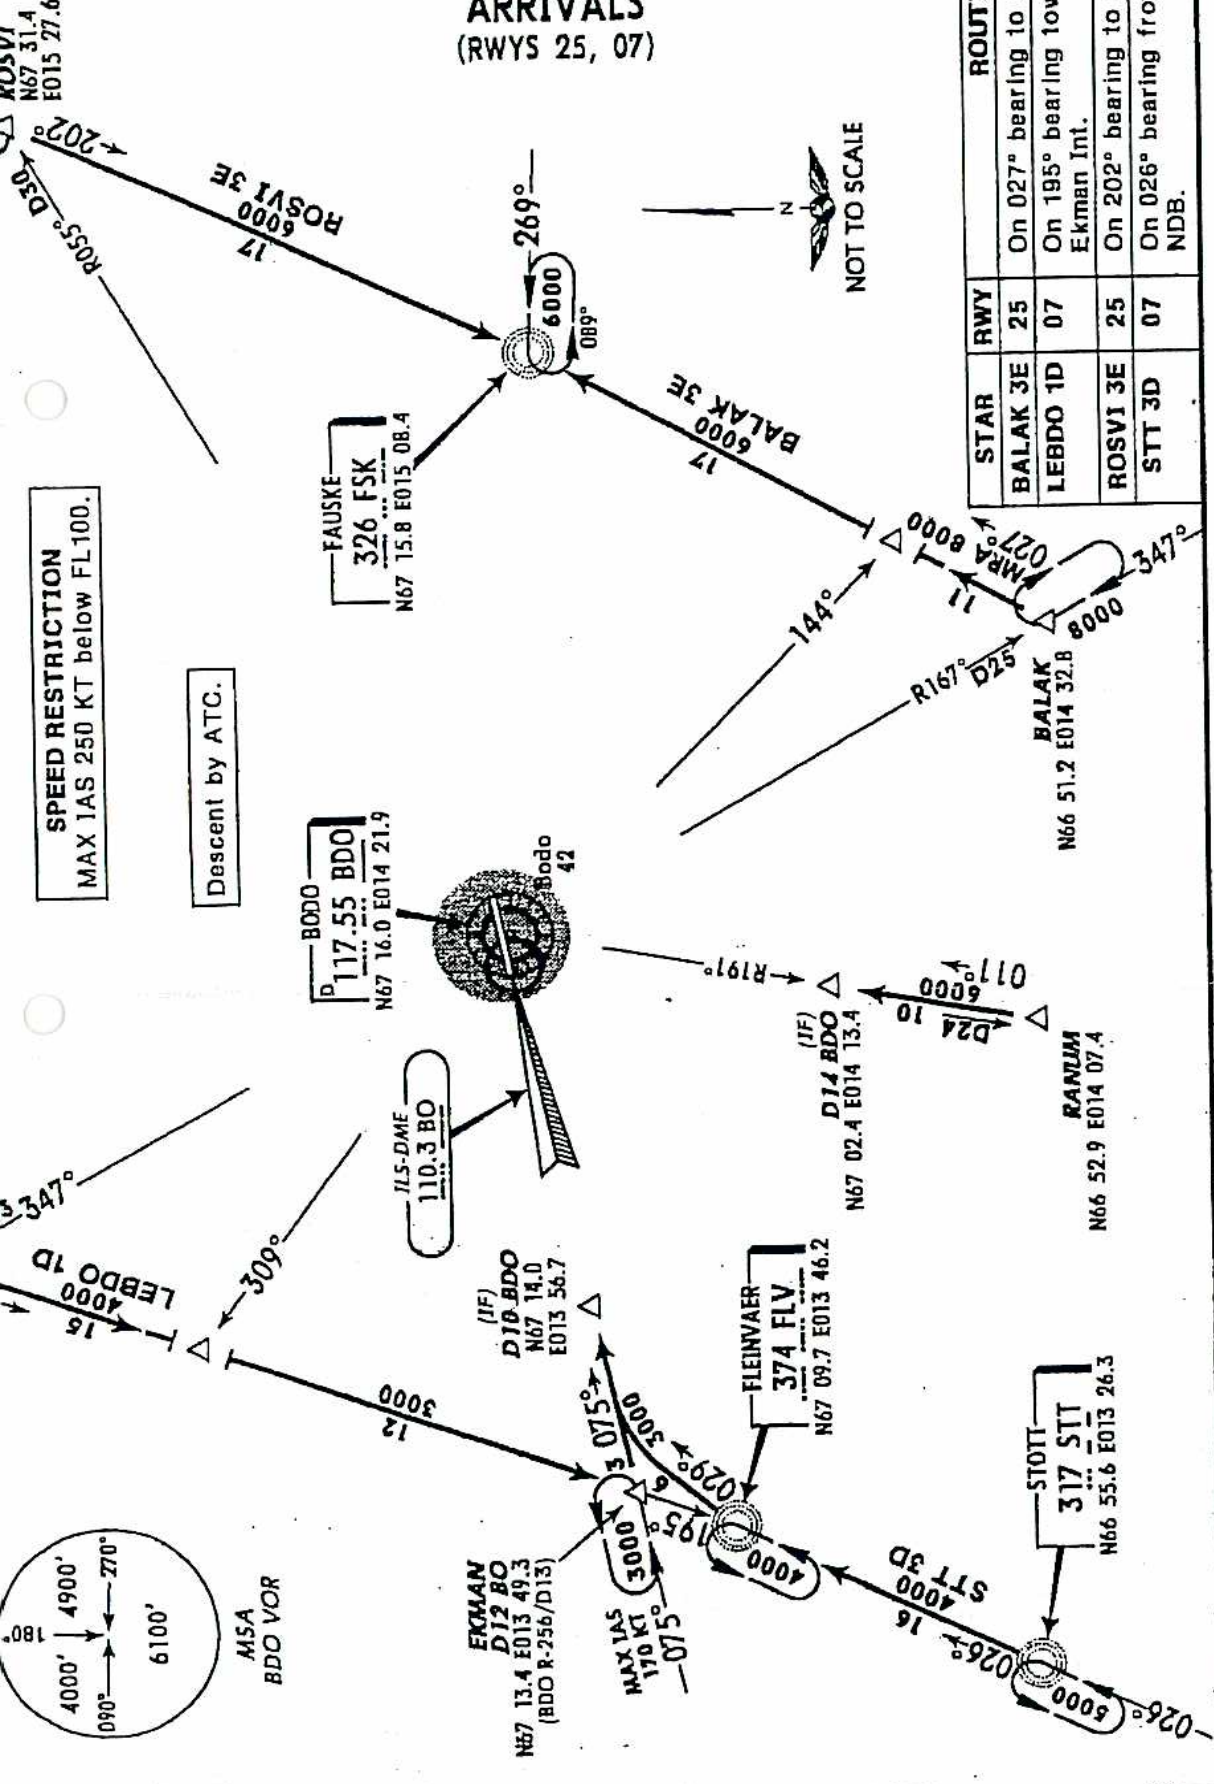 ARRIVALS
(RWYS 25, 07)
ROSVI
N67 31.4
E015 27.6
202°
R055° D30
ROSVI 3E
6000
17
SPEED RESTRICTION
MAX IAS 250 KT below FL100.
Descent by ATC.
269°
6000
089°
N
NOT TO SCALE
FAUSKE
326 FSK
N67 15.8 E015 08.4
BALAK 3E
6000
17
MRA 8000
027°
11
347°
8000
144°
R167° D25
BALAK
N66 51.2 E014 32.8
BODO
D 117.55 BDO
N67 16.0 E014 21.9
Bodo
42
ILS-DME
110.3 BO
R191°
(IF)
D14 BDO
N67 02.4 E014 13.4
011°
6000
D24 10
RANUM
N66 52.9 E014 07.4
347°
LEBDO 1D
4000
15
309°
3000
12
(IF)
D10 BDO
N67 14.0
E013 56.7
3 075°
3000
029°
6
195°
3000
EKMAN
D12 BO
N67 13.4 E013 49.3
(BDO R-256/D13)
MAX IAS
170 KT
075°
FLEINVAER
374 FLV
N67 09.7 E013 46.2
4000
STT 3D
4000
16
026°
STOTT
317 STT
N66 55.6 E013 26.3
5000
026°
180°
4000' 4900'
090° 270°
6100'
MSA
BDO VOR
STAR RWY ROUT
BALAK 3E 25 On 027° bearing to
LEBDO 1D 07 On 195° bearing tow
Ekman Int.
ROSVI 3E 25 On 202° bearing to
STT 3D 07 On 026° bearing fro
NDB.